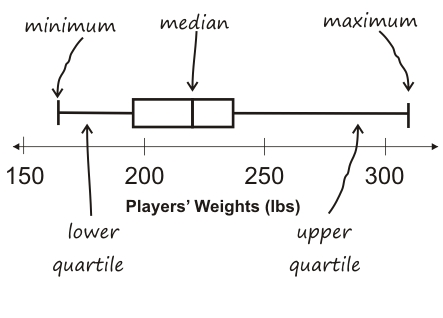 minimum
median
maximum
150 200 250 300
Players' Weights (lbs)
lower
quartile
upper
quartile